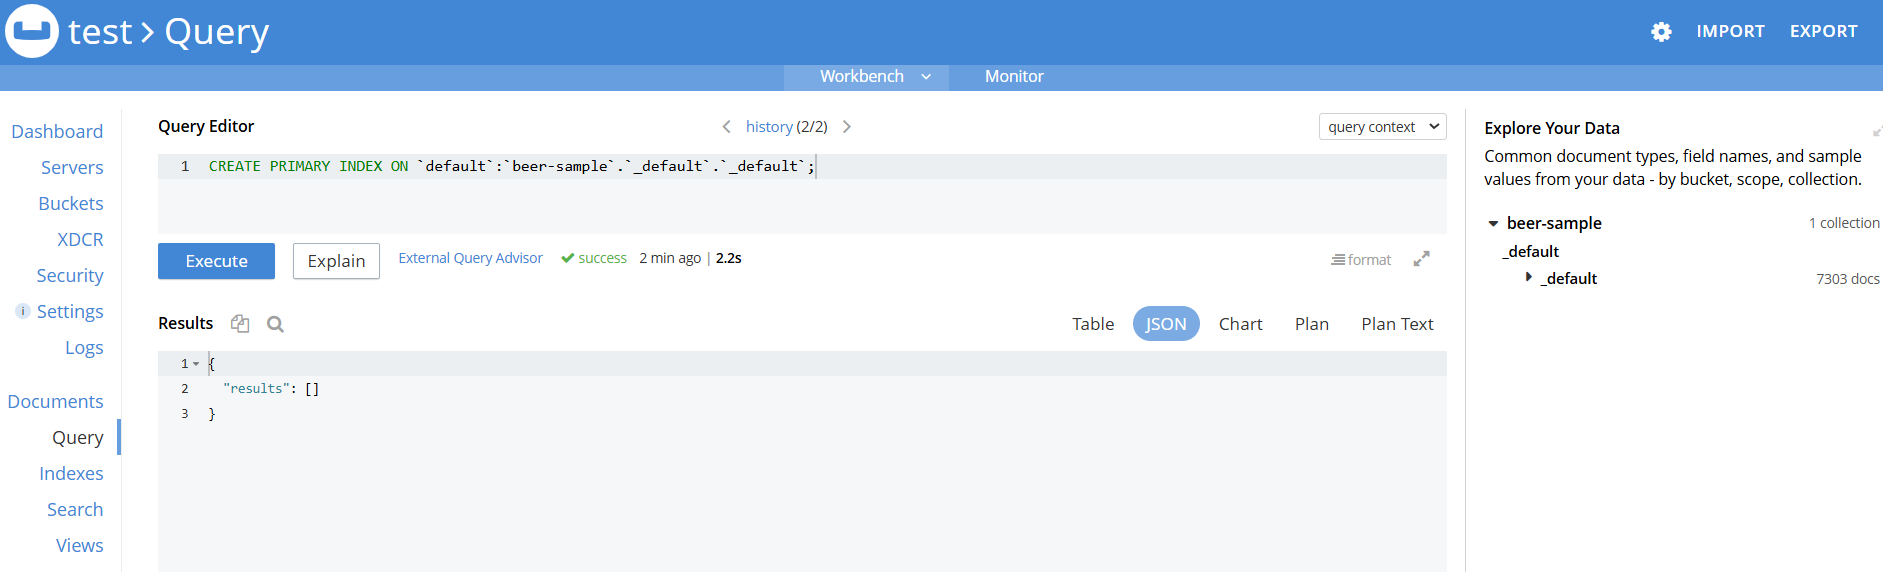 test > Query
IMPORT
EXPORT
Workbench
Monitor
Dashboard
Servers
Buckets
XDCR
Security
i Settings
Logs
Documents
Query
Indexes
Search
Views
Query Editor
history (2/2)
query context
1 CREATE PRIMARY INDEX ON `default`:`beer-sample`.`_default`.`_default`;
Execute
Explain
External Query Advisor
success
2 min ago | 2.2s
format
Results
Table
JSON
Chart
Plan
Plan Text
1 {
2 "results": []
3 }
Explore Your Data
Common document types, field names, and sample
values from your data - by bucket, scope, collection.
beer-sample 1 collection
_default
_default 7303 docs